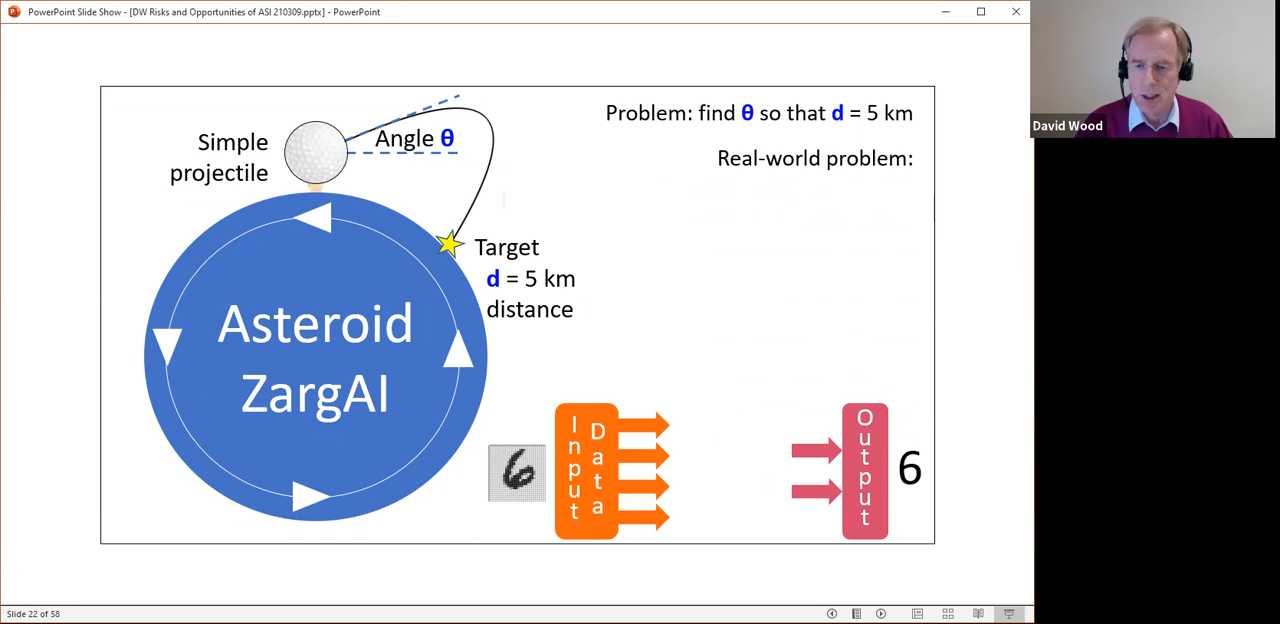 PowerPoint Slide Show - [DW Risks and Opportunities of ASI 210309.pptx] - PowerPoint
David Wood
Problem: find θ so that d = 5 km
Real-world problem:
Simple
projectile
Angle θ
Target
d = 5 km
distance
Asteroid
ZargAI
6
Input
Data
Output
6
Slide 22 of 58